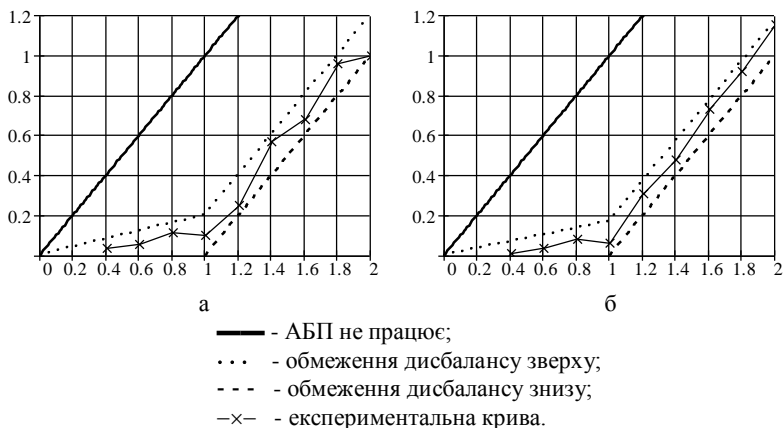 1.2 1.2
1 1
0.8 0.8
0.6 0.6
0.4 0.4
0.2 0.2
0 0.2 0.4 0.6 0.8 1 1.2 1.4 1.6 1.8 2 0 0.2 0.4 0.6 0.8 1 1.2 1.4 1.6 1.8 2
а б
- АБП не працює;
- обмеження дисбалансу зверху;
- обмеження дисбалансу знизу;
- експериментальна крива.